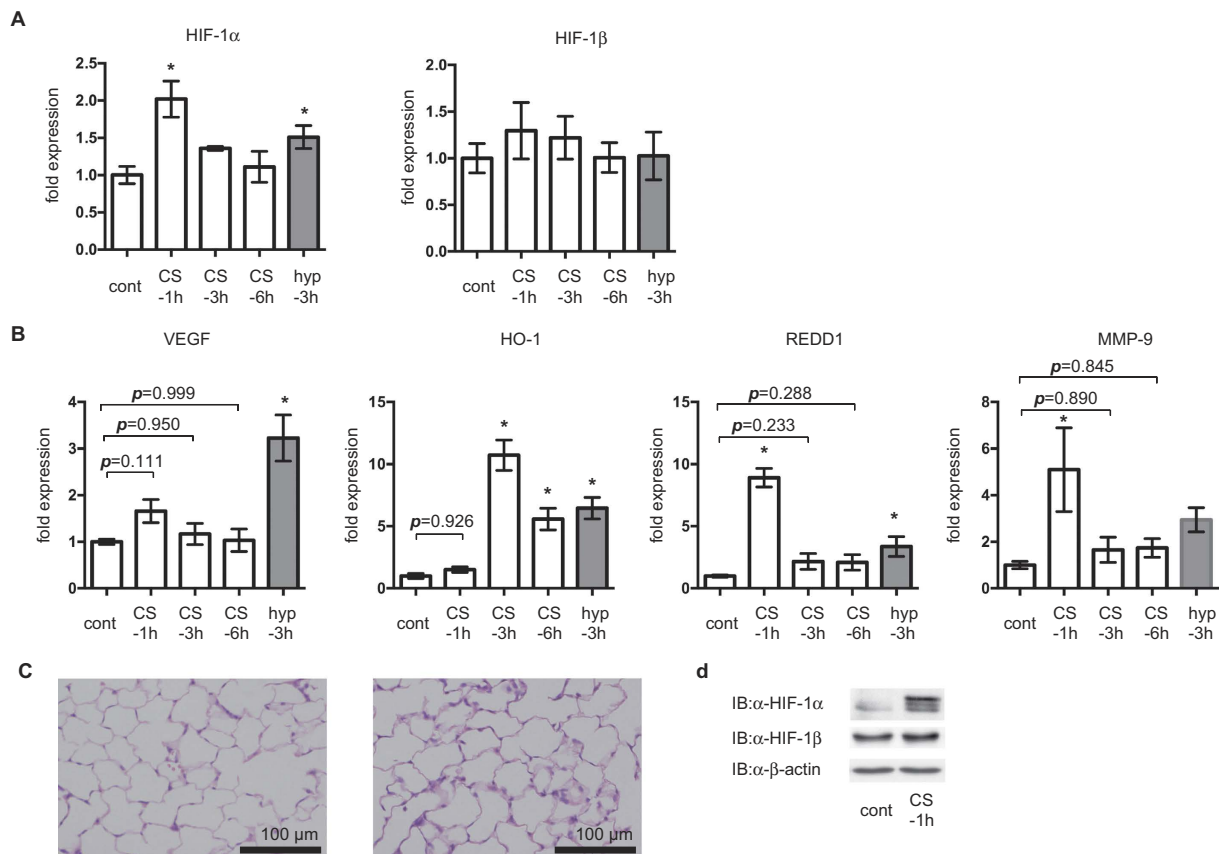 A
HIF-1α
HIF-1β
fold expression
2.5
2.0
1.5
1.0
0.5
0.0
*
*
cont
CS
-1h
CS
-3h
CS
-6h
hyp
-3h
fold expression
2.0
1.5
1.0
0.5
0.0
cont
CS
-1h
CS
-3h
CS
-6h
hyp
-3h
B
VEGF
HO-1
REDD1
MMP-9
fold expression
4
3
2
1
0
p=0.999
p=0.950
p=0.111
*
cont
CS
-1h
CS
-3h
CS
-6h
hyp
-3h
fold expression
15
10
5
0
p=0.926
*
*
*
cont
CS
-1h
CS
-3h
CS
-6h
hyp
-3h
fold expression
15
10
5
0
p=0.288
p=0.233
*
*
cont
CS
-1h
CS
-3h
CS
-6h
hyp
-3h
fold expression
8
6
4
2
0
p=0.845
p=0.890
*
cont
CS
-1h
CS
-3h
CS
-6h
hyp
-3h
C
100 µm
100 µm
d
IB:α-HIF-1α
IB:α-HIF-1β
IB:α-β-actin
cont
CS
-1h